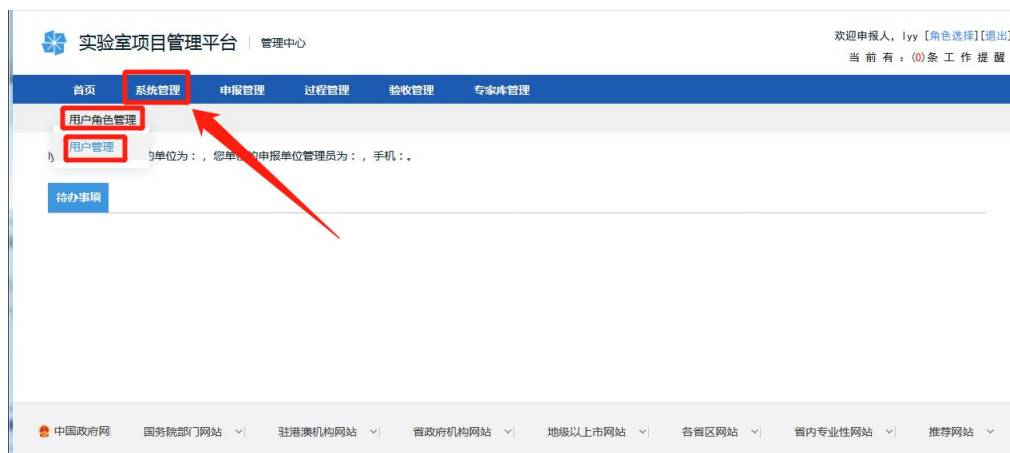 实验室项目管理平台 管理中心
欢迎申报人，lyy [角色选择][退出]
当前有：(0)条工作提醒
首页 系统管理 申报管理 过程管理 验收管理 专家库管理
用户角色管理
用户管理
的单位为：，您单位的申报单位管理员为：，手机：。
待办事项
中国政府网 国务院部门网站 驻港澳机构网站 省政府机构网站 地级以上市网站 各省区网站 省内专业性网站 推荐网站